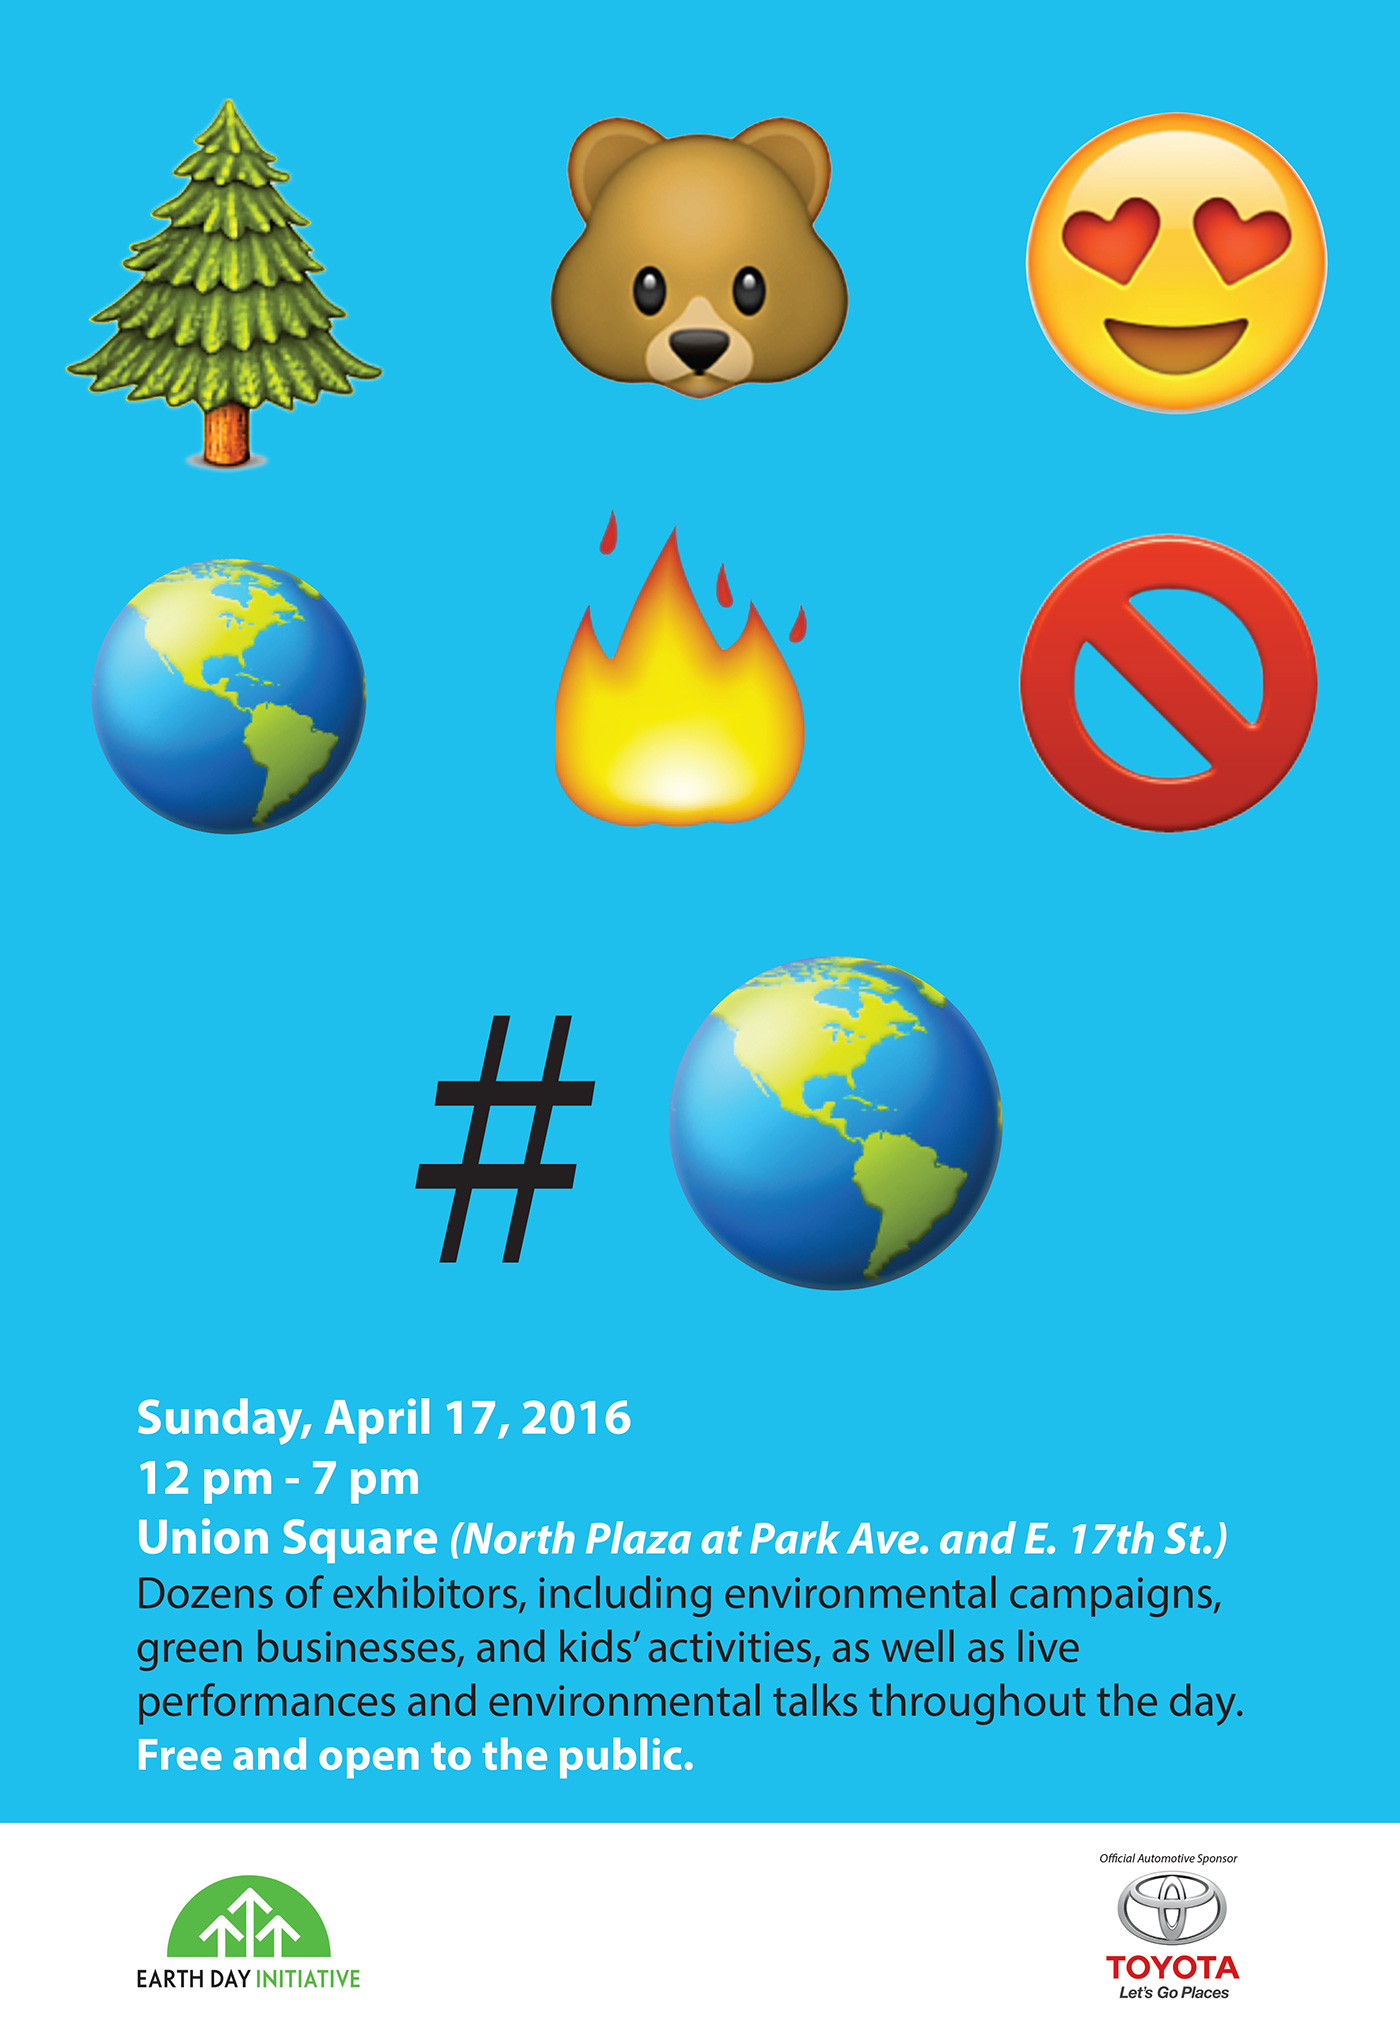 #
Sunday, April 17, 2016
12 pm - 7 pm
Union Square (North Plaza at Park Ave. and E. 17th St.)
Dozens of exhibitors, including environmental campaigns,
green businesses, and kids’ activities, as well as live
performances and environmental talks throughout the day.
Free and open to the public.
EARTH DAY INITIATIVE
Official Automotive Sponsor
TOYOTA
Let's Go Places